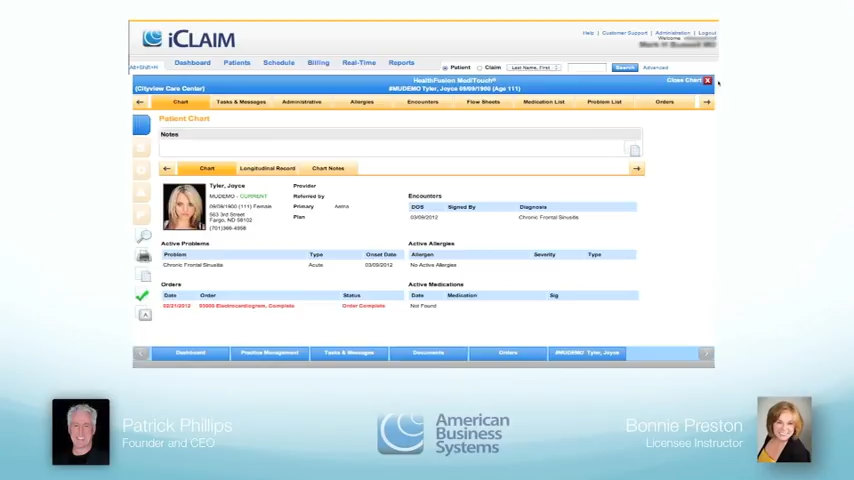 iCLAIM
Help | Customer Support | Administration | Logout
Welcome
Dashboard Patients Schedule Billing Real-Time Reports
Alt+Shift+H
Patient Claim Last Name, First Search Advanced
HealthFusion MediTouch®
Close Chart X
(Cityview Care Center)
#MUDEMO Tyler, Joyce 09/09/1900 (Age 111)
Chart Tasks & Messages Administrative Allergies Encounters Flow Sheets Medication List Problem List Orders
Patient Chart
Notes
Chart Longitudinal Record Chart Notes
Tyler, Joyce
MUDEMO - CURRENT
09/09/1900 (111) Female
563 3rd Street
Fargo, ND 58102
Provider
Referred by
Primary Aetna
Plan
Encounters
DOS Signed By Diagnosis
03/09/2012 Chronic Frontal Sinusitis
Active Problems
Problem Type Onset Date
Chronic Frontal Sinusitis Acute 03/09/2012
Active Allergies
Allergen Severity Type
No Active Allergies
Orders
Date Order Status
02/21/2012 93000 Electrocardiogram, Complete Order Complete
Active Medications
Date Medication Sig
Not Found
A
Dashboard Practice Management Tasks & Messages Documents Orders #MUDEMO Tyler, Joyce
Patrick Phillips
Founder and CEO
American
Business
Systems
Bonnie Preston
Licensee Instructor